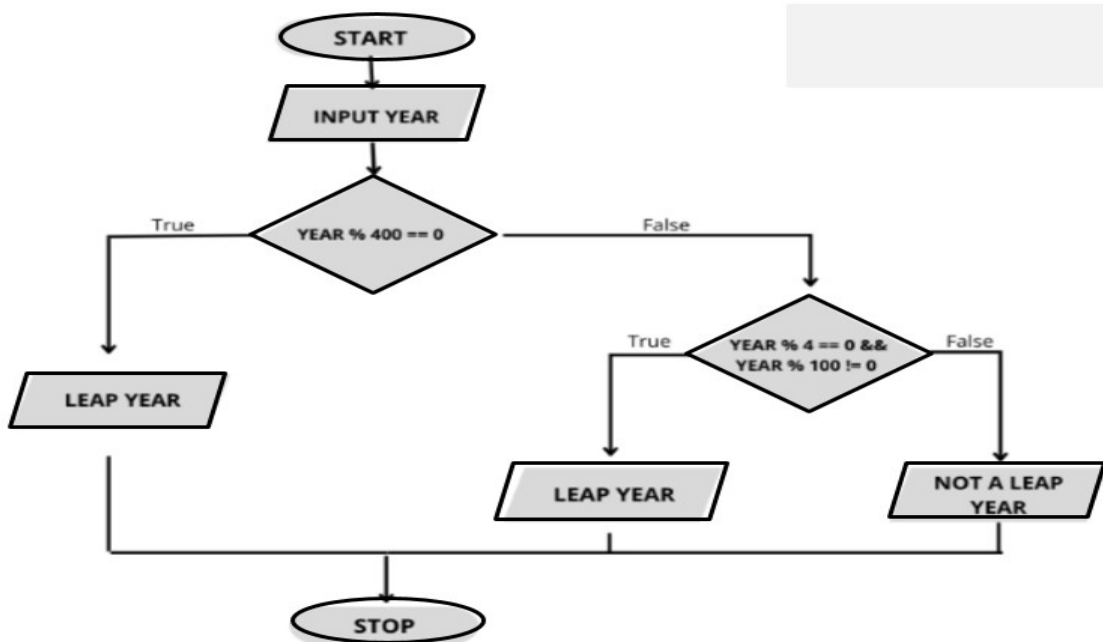 START
INPUT YEAR
True
False
YEAR % 400 == 0
True
YEAR % 4 == 0 &&
YEAR % 100 != 0
False
LEAP YEAR
LEAP YEAR
NOT A LEAP
YEAR
STOP